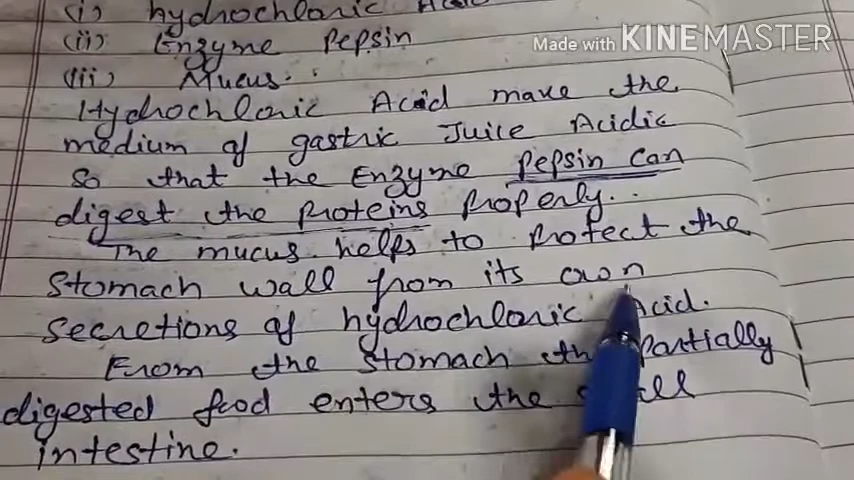 (i) hydrochloric Acid
(ii) Enzyme Pepsin
Made with KINEMASTER
(iii) Mucus.
Hydrochloric Acid make the
medium of gastric Juice Acidic
so that the Enzyme Pepsin Can
digest the Proteins Properly..
The mucus helps to Protect the
Stomach wall from its own
Secretions of hydrochloric Acid.
From the Stomach the Partially
digested food enters the
intestine.